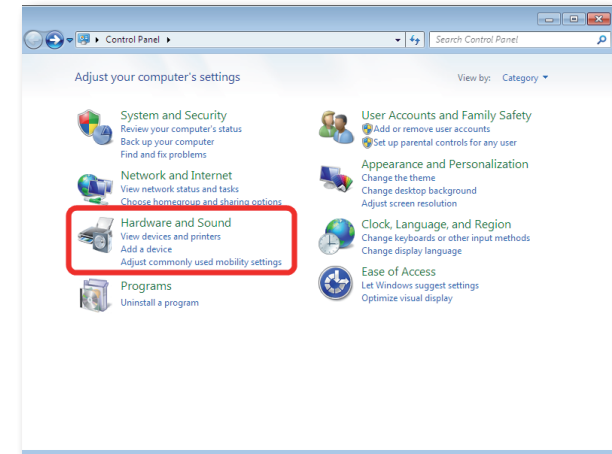 Control Panel
Search Control Panel
Adjust your computer's settings
View by: Category
System and Security
Review your computer's status
Back up your computer
Find and fix problems
Network and Internet
View network status and tasks
Choose homegroup and sharing options
Hardware and Sound
View devices and printers
Add a device
Adjust commonly used mobility settings
Programs
Uninstall a program
User Accounts and Family Safety
Add or remove user accounts
Set up parental controls for any user
Appearance and Personalization
Change the theme
Change desktop background
Adjust screen resolution
Clock, Language, and Region
Change keyboards or other input methods
Change display language
Ease of Access
Let Windows suggest settings
Optimize visual display